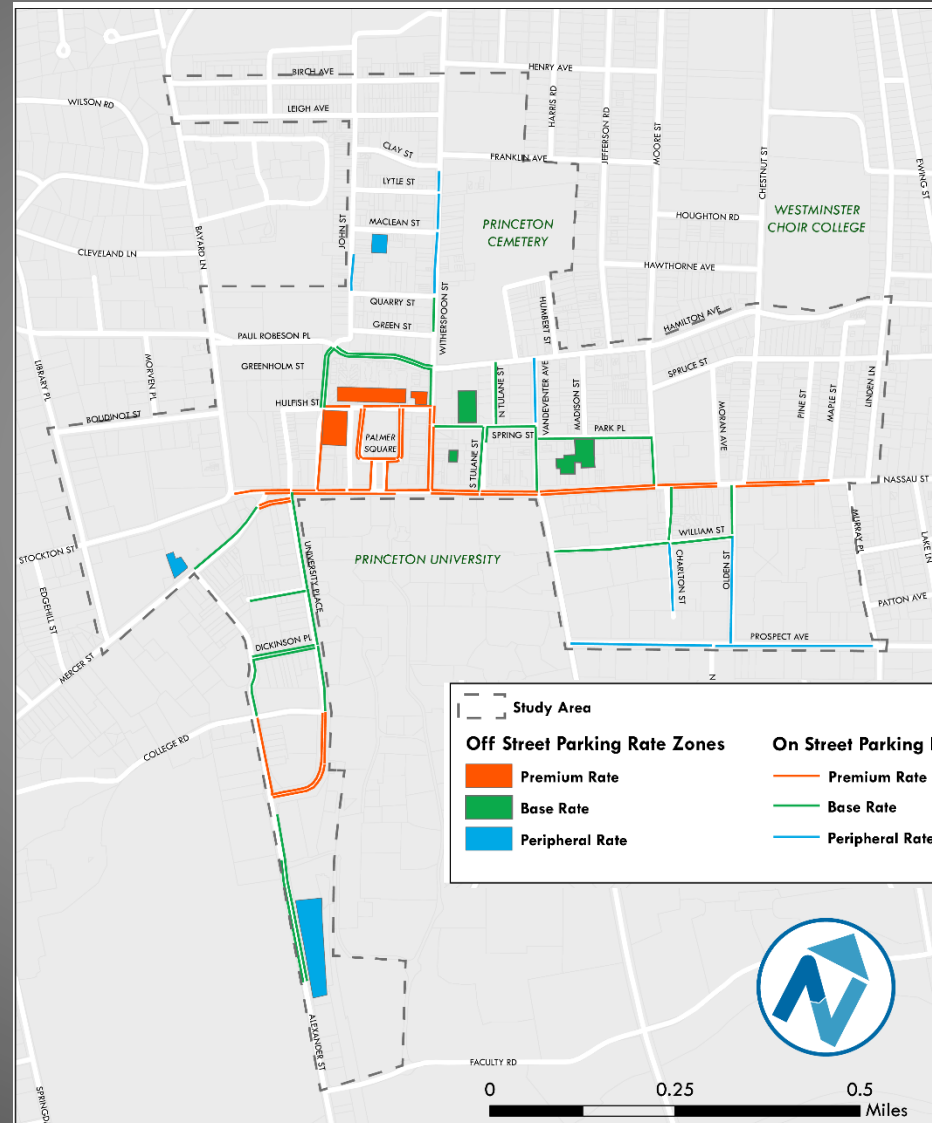 BIRCH AVE
HENRY AVE
WILSON RD
LEIGH AVE
HARRIS RD
JEFFERSON RD
MOORE ST
CHESTNUT ST
EWING ST
CLAY ST
FRANKLIN AVE
LYTLE ST
MACLEAN ST
JOHN ST
BAYARD LN
CLEVELAND LN
PRINCETON
CEMETERY
HOUGHTON RD
WESTMINSTER
CHOIR COLLEGE
HAWTHORNE AVE
QUARRY ST
GREEN ST
WITHERSPOON ST
HUMBERT ST
HAMILTON AVE
PAUL ROBESON PL
GREENHOLM ST
LIBRARY PL
MORVEN PL
BOUDINOT ST
HULFISH ST
PALMER
SQUARE
N TULANE ST
S TULANE ST
SPRING ST
VANDEVENTER AVE
MADISON ST
PARK PL
SPRUCE ST
MORAN AVE
PINE ST
MAPLE ST
LINDEN LN
NASSAU ST
STOCKTON ST
EDGEHILL ST
MERCER ST
UNIVERSITY PLACE
PRINCETON UNIVERSITY
WILLIAM ST
CHARLTON ST
OLDEN ST
MURRAY PL
LAKE LN
PATTON AVE
PROSPECT AVE
DICKINSON PL
COLLEGE RD
N
Study Area
Off Street Parking Rate Zones
On Street Parking
Premium Rate
Premium Rate
Base Rate
Base Rate
Peripheral Rate
Peripheral Rate
ALEXANDER ST
FACULTY RD
0
0.25
0.5
Miles
N